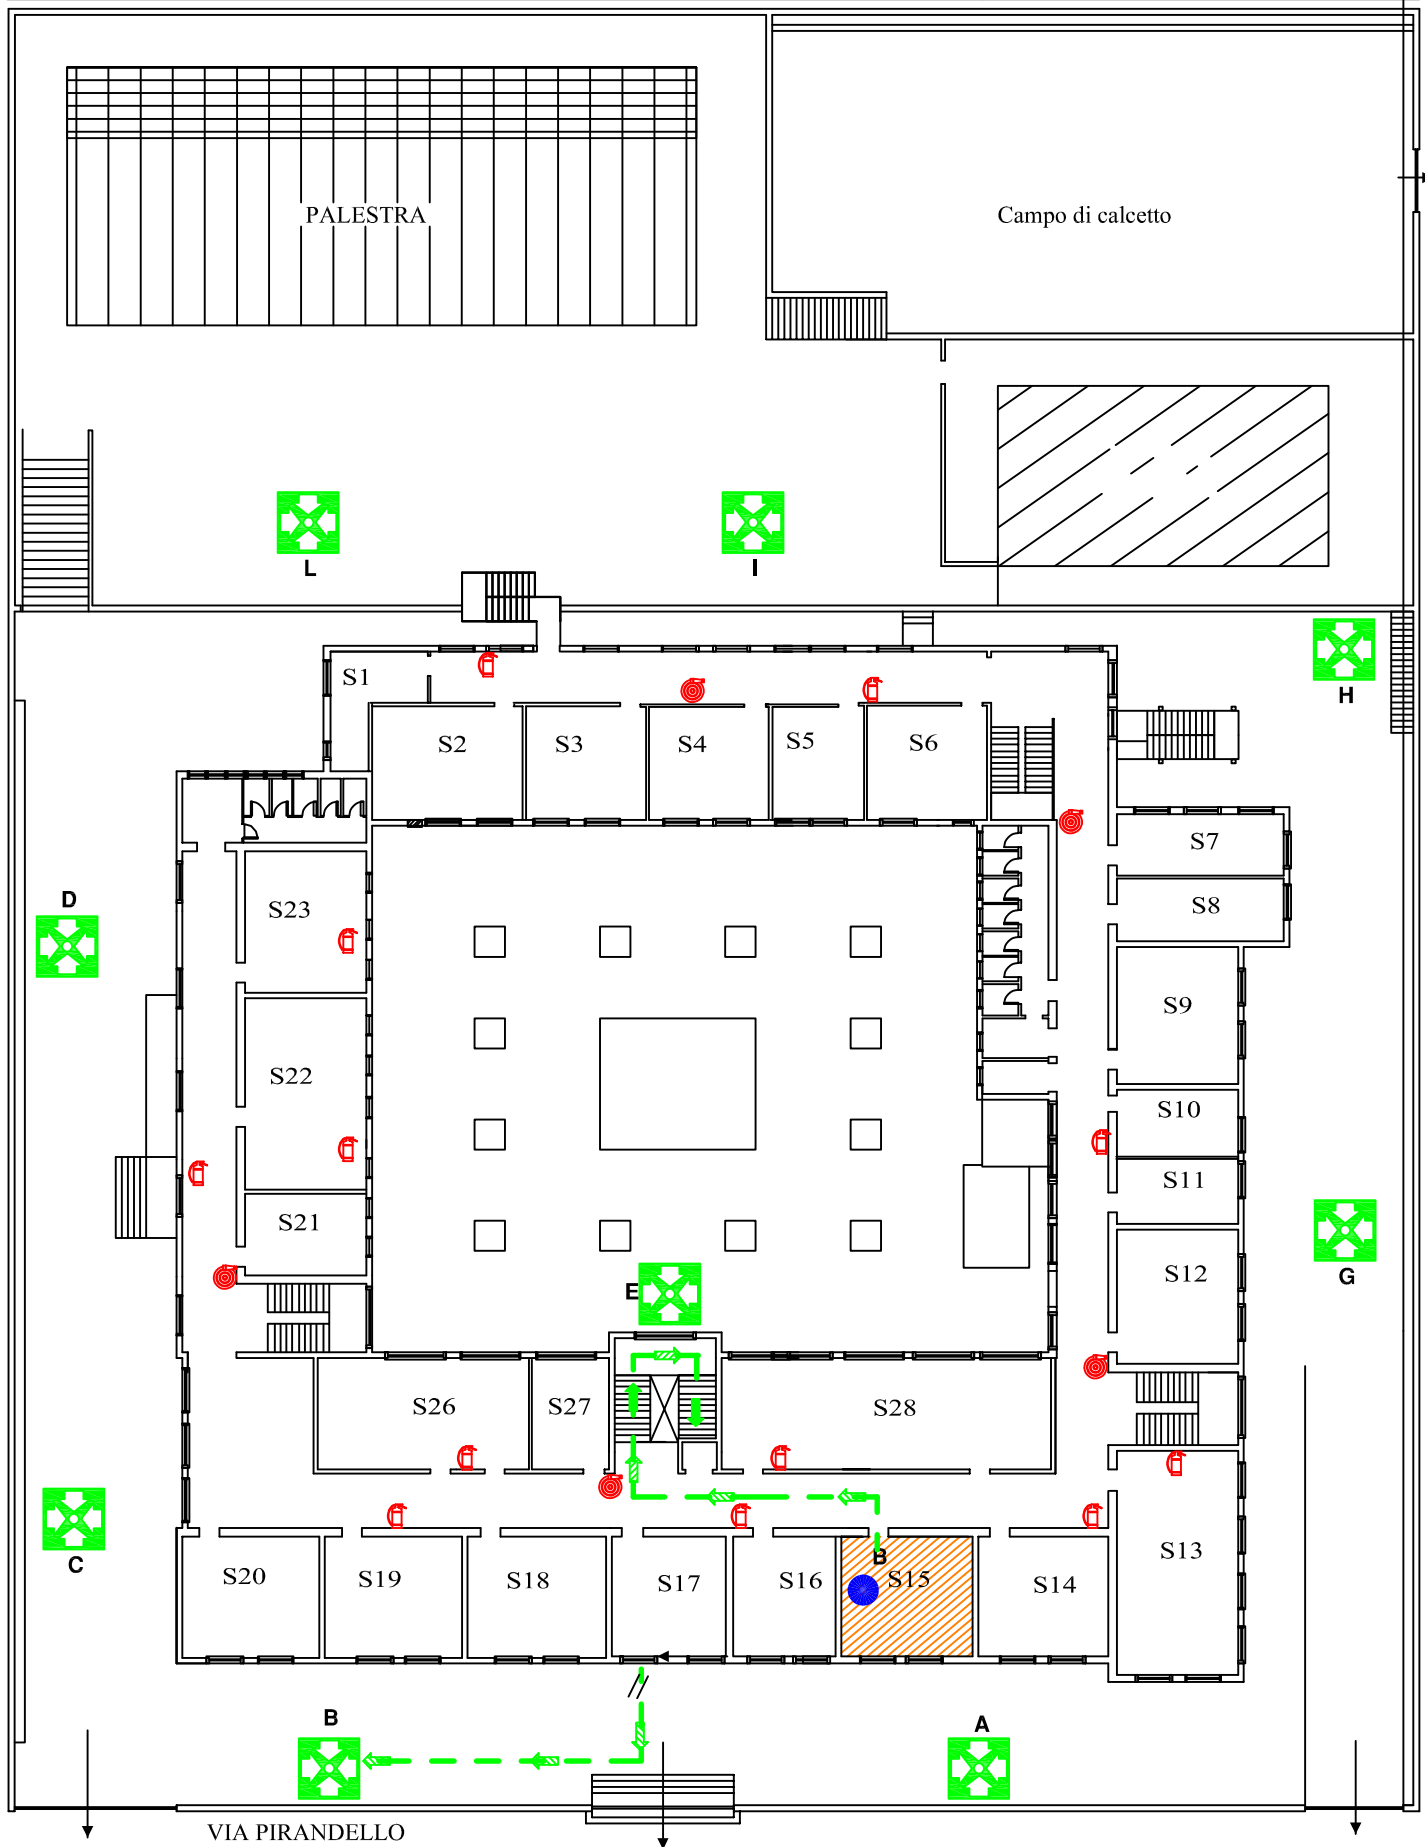 PALESTRA
Campo di calcetto
L
I
H
S1
S2
S3
S4
S5
S6
S7
S8
D
S23
S9
S22
S10
S11
S21
S12
G
E
S26
S27
S28
C
S20
S19
S18
S17
S16
B
S15
S14
S13
B
A
VIA PIRANDELLO